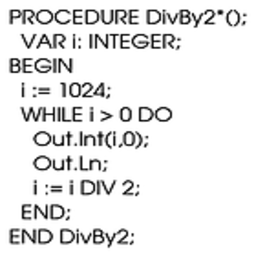 PROCEDURE DivBy2*();
VAR i: INTEGER;
BEGIN
i := 1024;
WHILE i > 0 DO
Out.Int(i,0);
Out.Ln;
i := i DIV 2;
END;
END DivBy2;